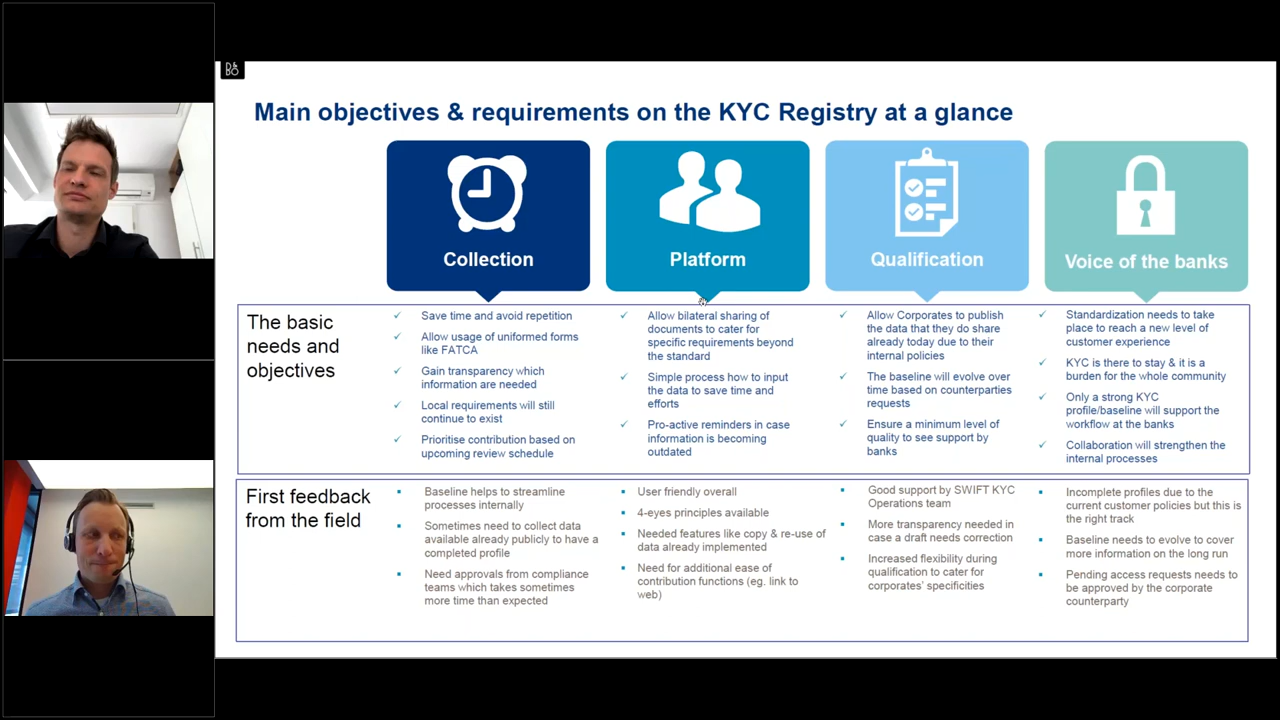 D&BO
Main objectives & requirements on the KYC Registry at a glance
Collection
Platform
Qualification
Voice of the banks
The basic
needs and
objectives
Save time and avoid repetition
Allow usage of uniformed forms
like FATCA
Gain transparency which
information are needed
Local requirements will still
continue to exist
Prioritise contribution based on
upcoming review schedule
Allow bilateral sharing of
documents to cater for
specific requirements beyond
the standard
Simple process how to input
the data to save time and
efforts
Pro-active reminders in case
information is becoming
outdated
Allow Corporates to publish
the data that they do share
already today due to their
internal policies
The baseline will evolve over
time based on counterparties
requests
Ensure a minimum level of
quality to see support by
banks
Standardization needs to take
place to reach a new level of
customer experience
KYC is there to stay & it is a
burden for the whole community
Only a strong KYC
profile/baseline will support the
workflow at the banks
Collaboration will strengthen the
internal processes
First feedback
from the field
Baseline helps to streamline
processes internally
Sometimes need to collect data
available already publicly to have a
completed profile
Need approvals from compliance
teams which takes sometimes
more time than expected
User friendly overall
4-eyes principles available
Needed features like copy & re-use of
data already implemented
Need for additional ease of
contribution functions (eg. link to
web)
Good support by SWIFT KYC
Operations team
More transparency needed in
case a draft needs correction
Increased flexibility during
qualification to cater for
corporates' specificities
Incomplete profiles due to the
current customer policies but this is
the right track
Baseline needs to evolve to cover
more information on the long run
Pending access requests needs to
be approved by the corporate
counterparty